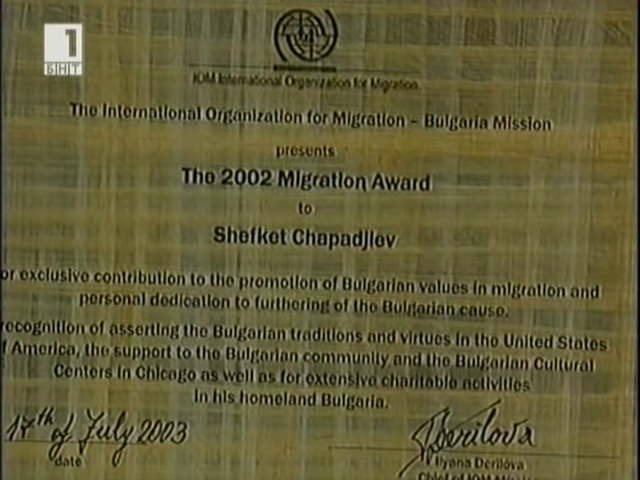 1
БНТ
IOM International Organization for Migration
The International Organization for Migration – Bulgaria Mission
presents
The 2002 Migration Award
to
Shefket Chapadjiev
or exclusive contribution to the promotion of Bulgarian values in migration and
personal dedication to furthering of the Bulgarian cause.
recognition of asserting the Bulgarian traditions and virtues in the United States
f America, the support to the Bulgarian community and the Bulgarian Cultural
Centers in Chicago as well as for extensive charitable activities
in his homeland Bulgaria.
17th of July 2003
date
Derilova
Ilyana Derilova
Chief of IOM Mission